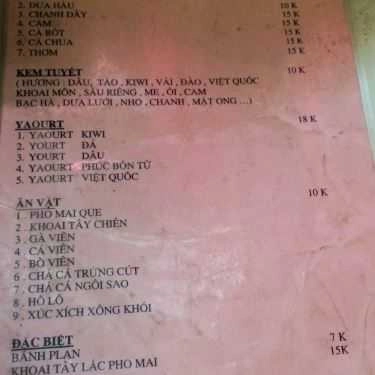 2. DƯA HẤU 10 K
3. CHANH DÂY 15 K
4. CAM 15 K
5. CÀ RỐT 15 K
6. CÀ CHUA 15K
7. THƠM 15 K
KEM TUYẾT 10 K
( HƯƠNG : DÂU, TÁO , KIWI , VẢI , ĐÀO , VIỆT QUỐC
KHOAI MÔN , SẦU RIÊNG , ME , ỔI , CAM
BẠC HÀ , DƯA LƯỚI , NHO , CHANH , MẬT ONG …)
YAOURT 18 K
1. YAOURT KIWI
2. YOURT ĐÁ
3. YOURT DÂU
4. YAOURT PHÚC BỒN TỬ
5. YAOURT VIỆT QUỐC
ĂN VẶT 10 K
1 . PHO MAI QUE
2 . KHOAI TÂY CHIÊN
3 . GÀ VIÊN
4 . CÁ VIÊN
5 . BÒ VIÊN
6 . CHẢ CÁ TRỨNG CÚT
7 . CHẢ CÁ NGÔI SAO
8 . HỒ LÔ
9 . XÚC XÍCH XÔNG KHÓI
ĐẶC BIỆT
BÁNH PLAN 7 K
KHOAI TÂY LẮC PHO MAI 15K